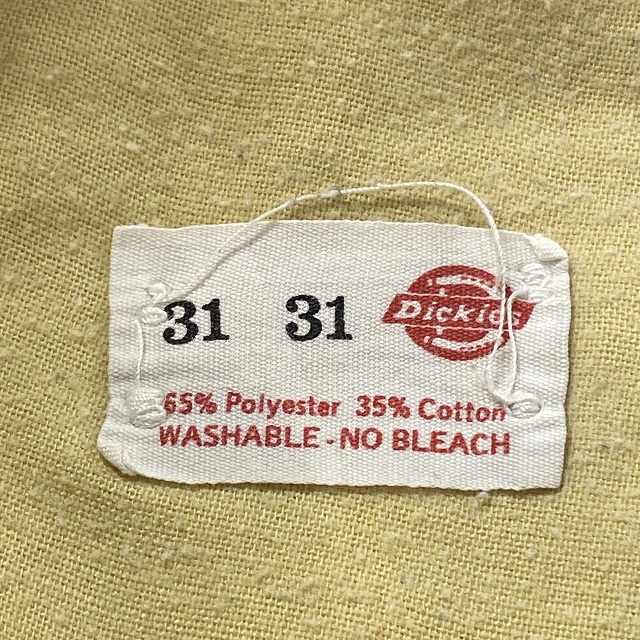 31 31
Dickies
65% Polyester 35% Cotton
WASHABLE - NO BLEACH